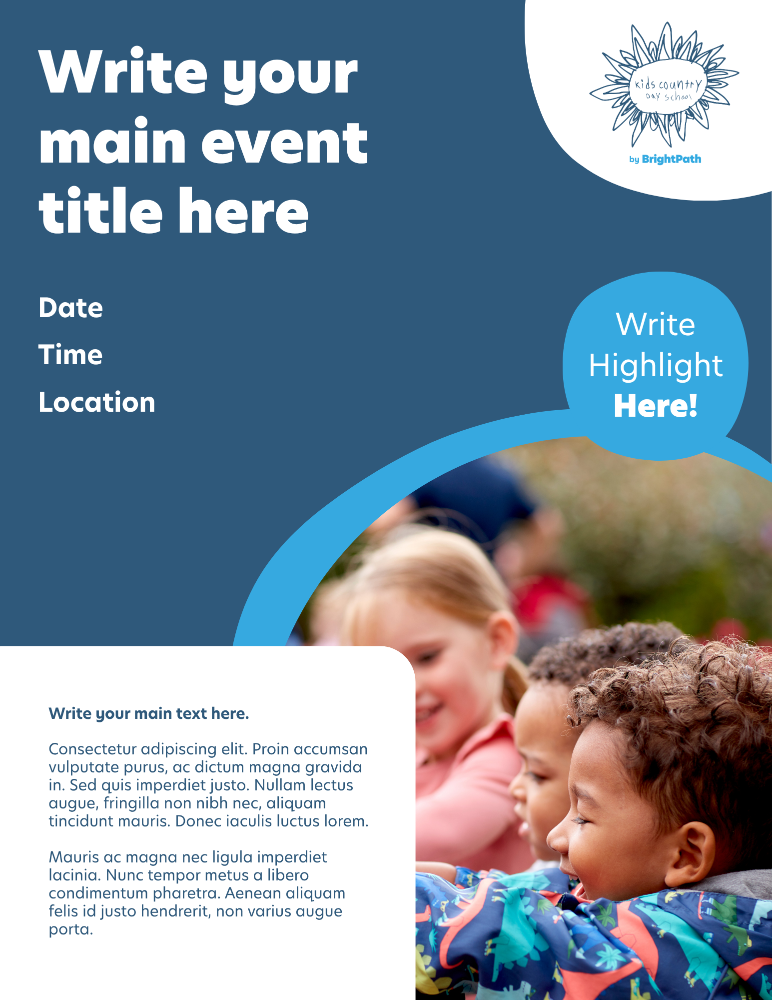 Write your
main event
title here
kids country
Day school
by BrightPath
Date
Time
Location
Write
Highlight
Here!
Write your main text here.
Consectetur adipiscing elit. Proin accumsan
vulputate purus, ac dictum magna gravida
in. Sed quis imperdiet justo. Nullam lectus
augue, fringilla non nibh nec, aliquam
tincidunt mauris. Donec iaculis luctus lorem.
Mauris ac magna nec ligula imperdiet
lacinia. Nunc tempor metus a libero
condimentum pharetra. Aenean aliquam
felis id justo hendrerit, non varius augue
porta.